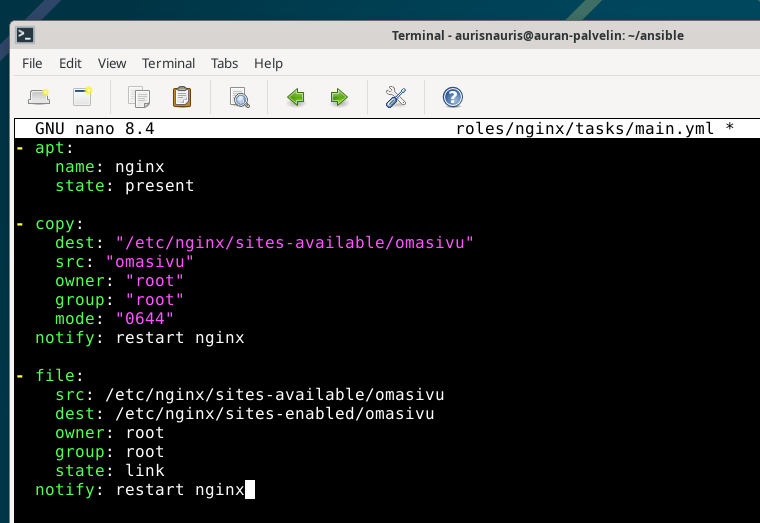 Terminal - aurisnauris@auran-palvelin: ~/ansible
File Edit View Terminal Tabs Help
GNU nano 8.4 roles/nginx/tasks/main.yml *
- apt:
    name: nginx
    state: present

- copy:
    dest: "/etc/nginx/sites-available/omasivu"
    src: "omasivu"
    owner: "root"
    group: "root"
    mode: "0644"
  notify: restart nginx

- file:
    src: /etc/nginx/sites-available/omasivu
    dest: /etc/nginx/sites-enabled/omasivu
    owner: root
    group: root
    state: link
  notify: restart nginx